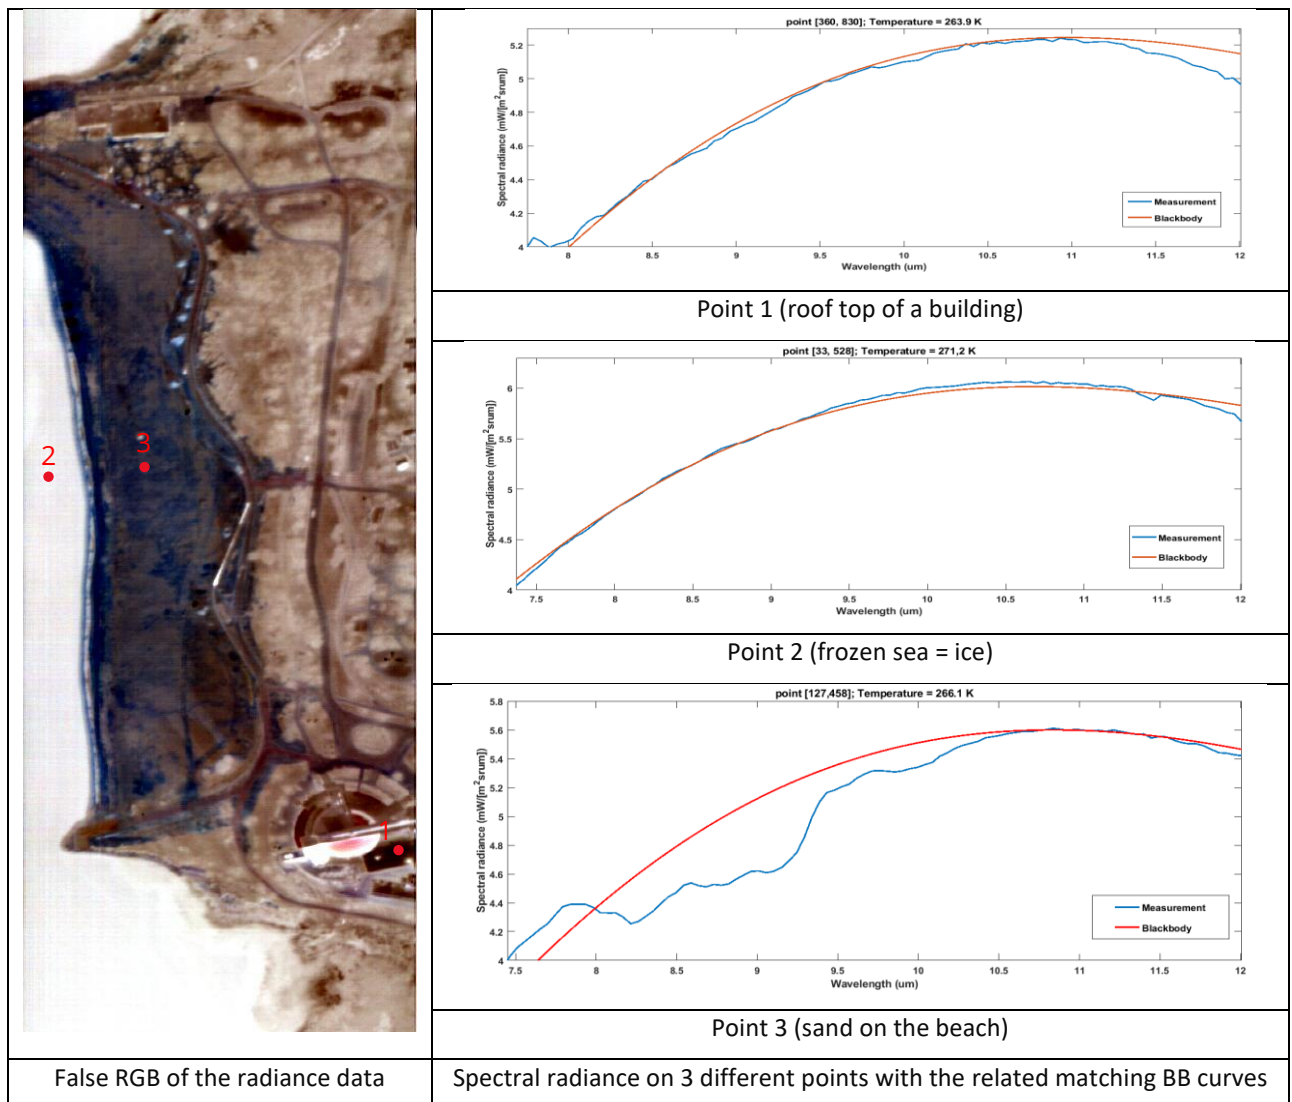 2
3
1
False RGB of the radiance data
point [360, 830]; Temperature = 263.9 K
Spectral radiance (mW/[m²srum])
5.2
5
4.8
4.6
4.4
4.2
4
8
8.5
9
9.5
10
10.5
11
11.5
12
Wavelength (um)
Measurement
Blackbody
Point 1 (roof top of a building)
point [33, 528]; Temperature = 271,2 K
Spectral radiance (mW/[m²srum])
6
5.5
5
4.5
4
7.5
8
8.5
9
9.5
10
10.5
11
11.5
12
Wavelength (um)
Measurement
Blackbody
Point 2 (frozen sea = ice)
point [127,458]; Temperature = 266.1 K
Spectral radiance (mW/[m²srum])
5.8
5.6
5.4
5.2
5
4.8
4.6
4.4
4.2
4
7.5
8
8.5
9
9.5
10
10.5
11
11.5
12
Wavelength (um)
Measurement
Blackbody
Point 3 (sand on the beach)
Spectral radiance on 3 different points with the related matching BB curves